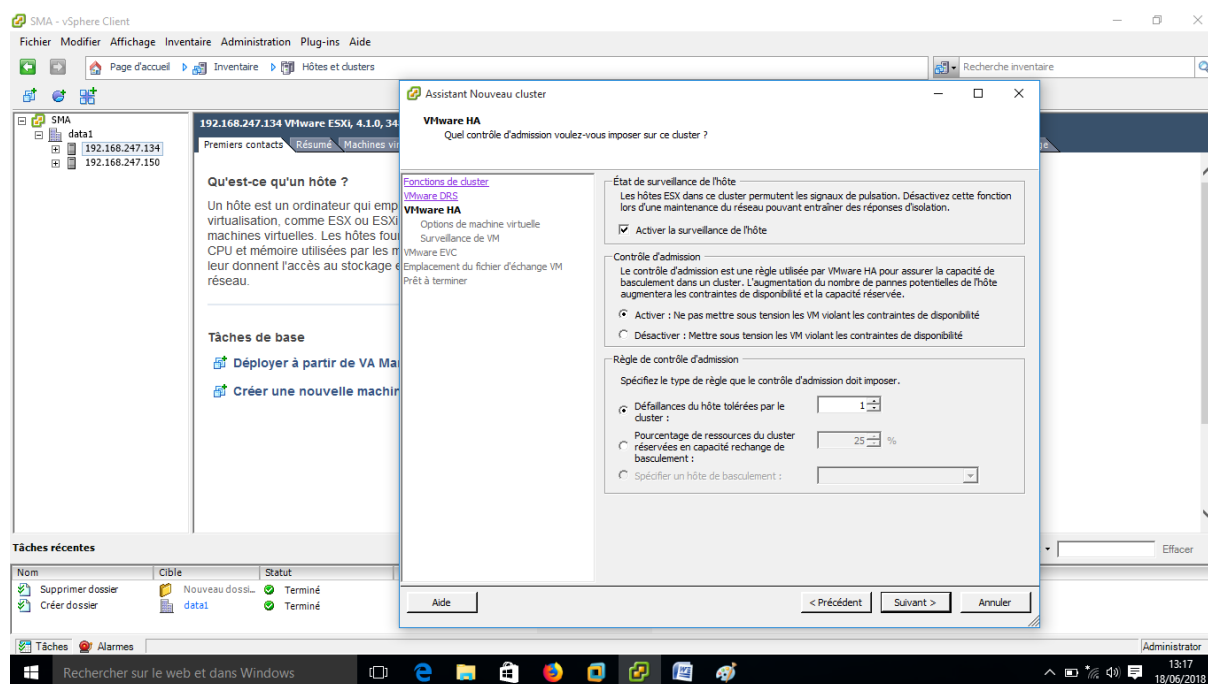 SMA - vSphere Client
Fichier Modifier Affichage Inventaire Administration Plug-ins Aide
Page d'accueil Inventaire Hôtes et clusters
Recherche inventaire
SMA
data1
192.168.247.134
192.168.247.150
192.168.247.134 VMware ESXi, 4.1.0, 34
Premiers contacts Résumé Machines vir
Qu'est-ce qu'un hôte ?
Un hôte est un ordinateur qui emp
virtualisation, comme ESX ou ESXi
machines virtuelles. Les hôtes four
CPU et mémoire utilisées par les m
leur donnent l'accès au stockage e
réseau.
Tâches de base
Déployer à partir de VA Mar
Créer une nouvelle machin
Assistant Nouveau cluster
VMware HA
Quel contrôle d'admission voulez-vous imposer sur ce cluster ?
Fonctions de cluster
VMware DRS
VMware HA
Options de machine virtuelle
Surveillance de VM
VMware EVC
Emplacement du fichier d'échange VM
Prêt à terminer
État de surveillance de l'hôte
Les hôtes ESX dans ce cluster permutent les signaux de pulsation. Désactivez cette fonction
lors d'une maintenance du réseau pouvant entraîner des réponses d'isolation.
Activer la surveillance de l'hôte
Contrôle d'admission
Le contrôle d'admission est une règle utilisée par VMware HA pour assurer la capacité de
basculement dans un cluster. L'augmentation du nombre de pannes potentielles de l'hôte
augmentera les contraintes de disponibilité et la capacité réservée.
Activer : Ne pas mettre sous tension les VM violant les contraintes de disponibilité
Désactiver : Mettre sous tension les VM violant les contraintes de disponibilité
Règle de contrôle d'admission
Spécifiez le type de règle que le contrôle d'admission doit imposer.
Défaillances du hôte tolérées par le
cluster :
1
Pourcentage de ressources du cluster
réservées en capacité rechange de
basculement :
25 %
Spécifier un hôte de basculement :
Aide
< Précédent Suivant > Annuler
Tâches récentes
Effacer
Nom Cible Statut
Supprimer dossier Nouveau dossi... Terminé
Créer dossier data1 Terminé
Tâches Alarmes
Administrator
Rechercher sur le web et dans Windows
13:17
18/06/2018